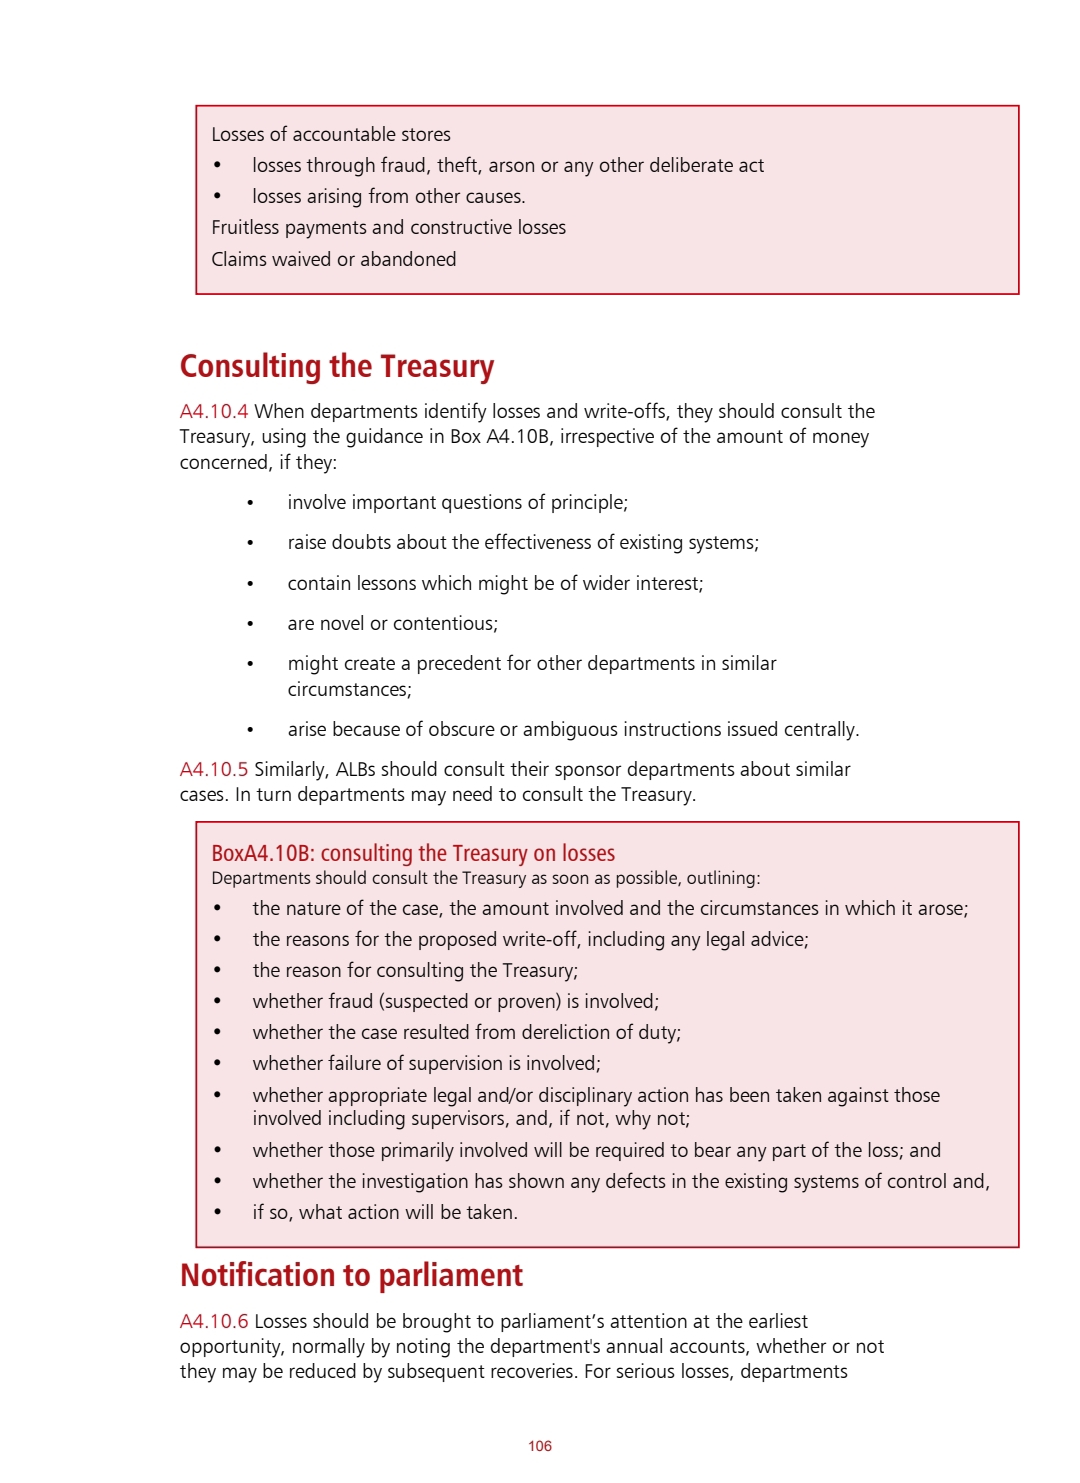 Losses of accountable stores
• losses through fraud, theft, arson or any other deliberate act
• losses arising from other causes.
Fruitless payments and constructive losses
Claims waived or abandoned
Consulting the Treasury
A4.10.4 When departments identify losses and write-offs, they should consult the
Treasury, using the guidance in Box A4.10B, irrespective of the amount of money
concerned, if they:
• involve important questions of principle;
• raise doubts about the effectiveness of existing systems;
• contain lessons which might be of wider interest;
• are novel or contentious;
• might create a precedent for other departments in similar
circumstances;
• arise because of obscure or ambiguous instructions issued centrally.
A4.10.5 Similarly, ALBs should consult their sponsor departments about similar
cases. In turn departments may need to consult the Treasury.
BoxA4.10B: consulting the Treasury on losses
Departments should consult the Treasury as soon as possible, outlining:
• the nature of the case, the amount involved and the circumstances in which it arose;
• the reasons for the proposed write-off, including any legal advice;
• the reason for consulting the Treasury;
• whether fraud (suspected or proven) is involved;
• whether the case resulted from dereliction of duty;
• whether failure of supervision is involved;
• whether appropriate legal and/or disciplinary action has been taken against those
involved including supervisors, and, if not, why not;
• whether those primarily involved will be required to bear any part of the loss; and
• whether the investigation has shown any defects in the existing systems of control and,
• if so, what action will be taken.
Notification to parliament
A4.10.6 Losses should be brought to parliament’s attention at the earliest
opportunity, normally by noting the department's annual accounts, whether or not
they may be reduced by subsequent recoveries. For serious losses, departments
106